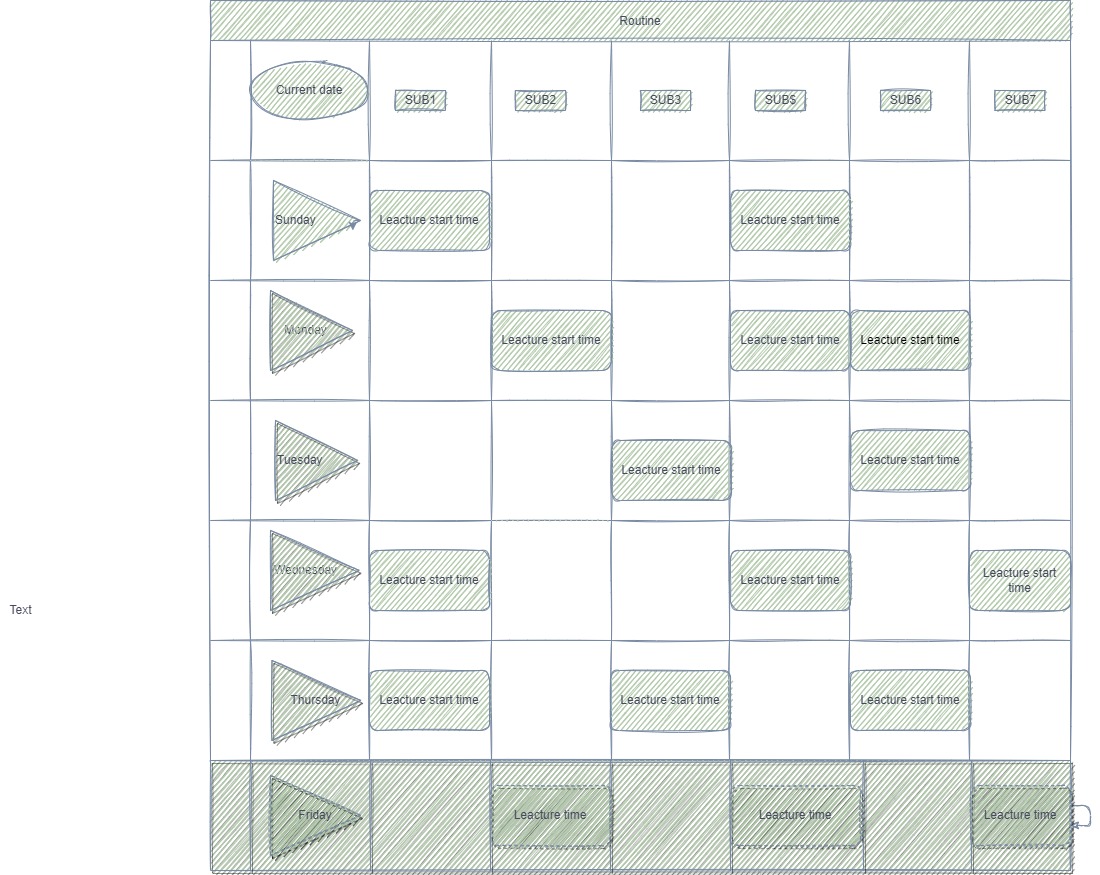 Routine
Current date
SUB1
SUB2
SUB3
SUB$
SUB6
SUB7
Sunday
Leacture start time
Leacture start time
Monday
Leacture start time
Leacture start time
Leacture start time
Tuesday
Leacture start time
Leacture start time
Wednesday
Leacture start time
Leacture start time
Leacture start
time
Text
Thursday
Leacture start time
Leacture start time
Leacture start time
Friday
Leacture time
Leacture time
Leacture time